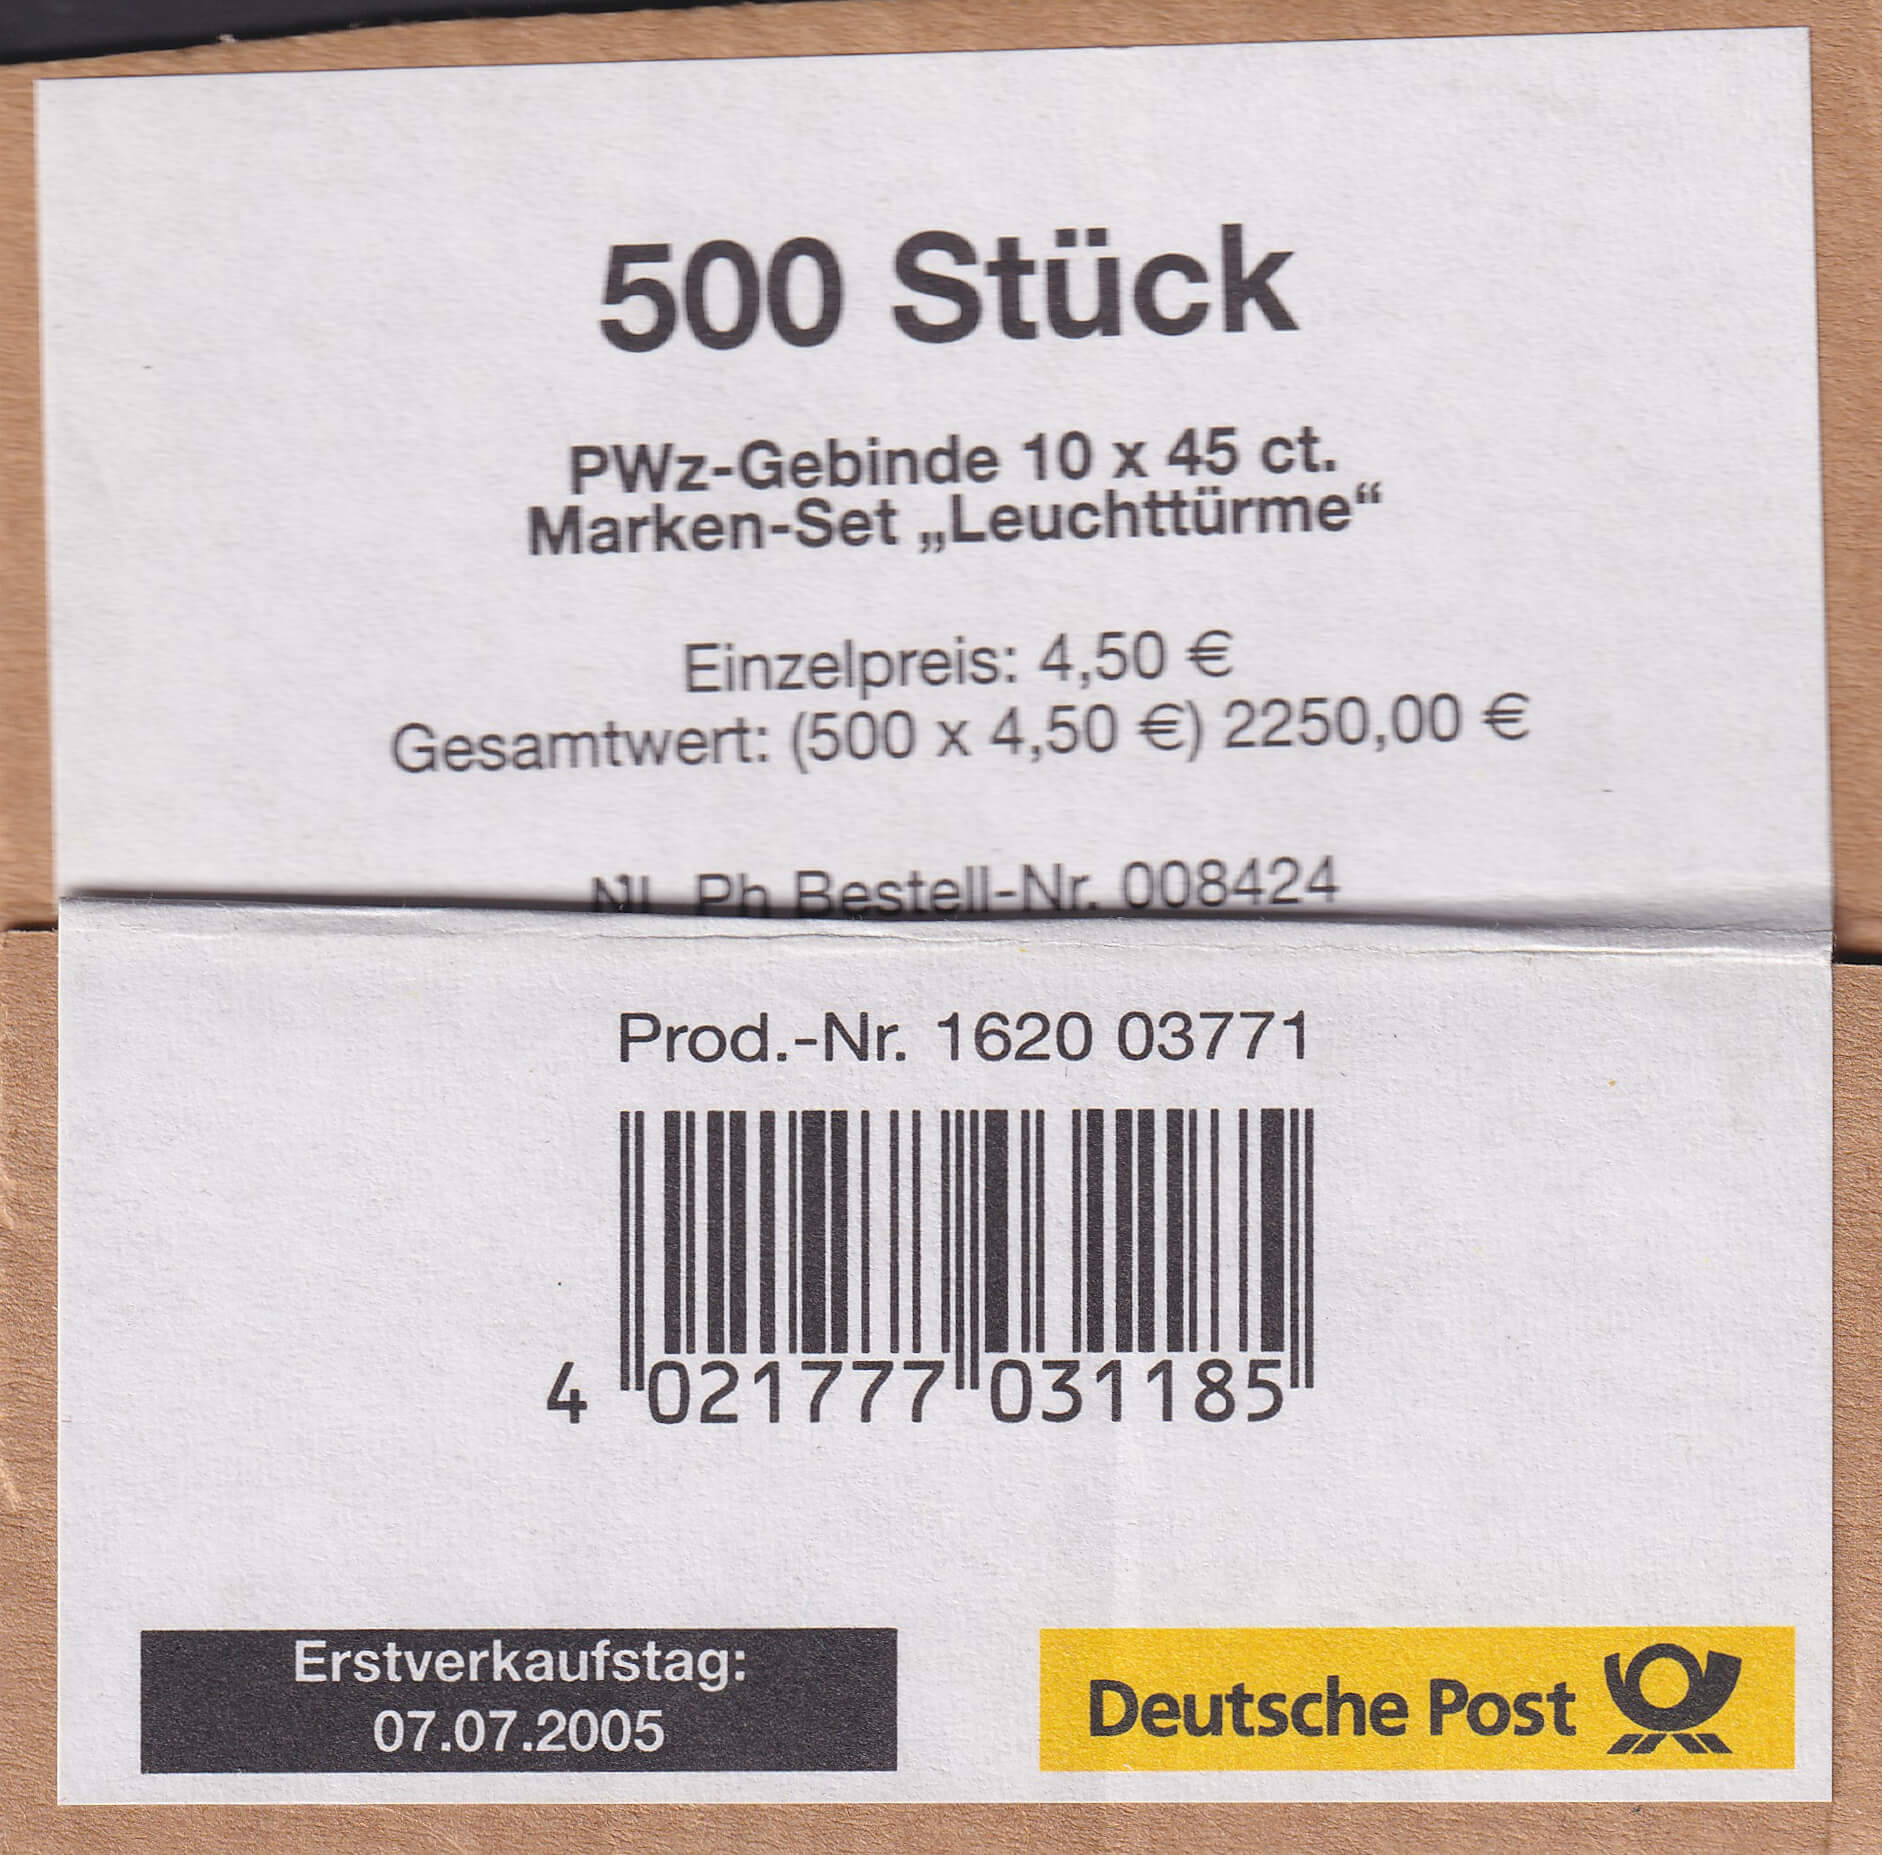 500 Stück
PWz-Gebinde 10 x 45 ct.
Marken-Set „Leuchttürme“
Einzelpreis: 4,50 €
Gesamtwert: (500 x 4,50 €) 2250,00 €
NL Ph Bestell-Nr. 008424
Prod.-Nr. 1620 03771
4 021777 031185
Erstverkaufstag:
07.07.2005
Deutsche Post